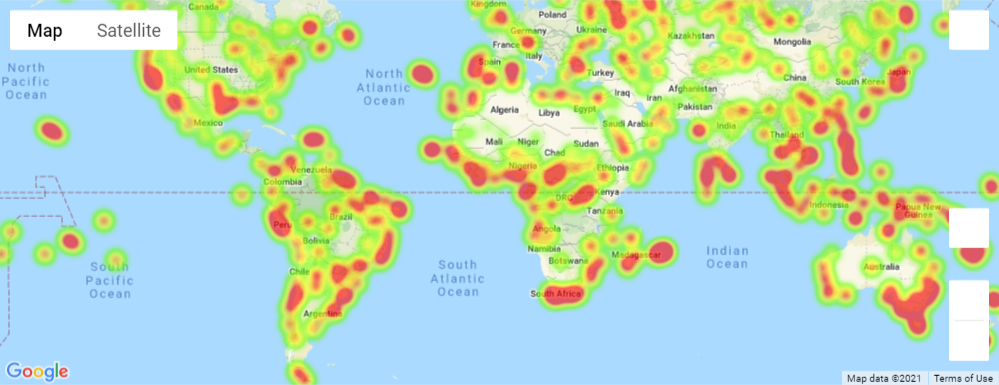 Map
Satellite
Canada
Kingdom
Poland
Germany
Ukraine
France
Kazakhstan
Mongolia
Italy
Spain
Turkey
United States
China
South Korea
Japan
North
Pacific
Ocean
North
Atlantic
Ocean
Iraq
Iran
Afghanistan
Pakistan
Algeria
Libya
Egypt
Saudi Arabia
India
Mexico
Mali
Niger
Chad
Sudan
Thailand
Venezuela
Colombia
Nigeria
Ethiopia
DRC
Kenya
Indonesia
Papua New
Guinea
Peru
Brazil
Tanzania
Angola
Bolivia
Namibia
Botswana
Madagascar
Indian
Ocean
South
Pacific
Ocean
South
Atlantic
Ocean
Chile
Australia
South Africa
Argentina
Google
Map data ©2021
Terms of Use